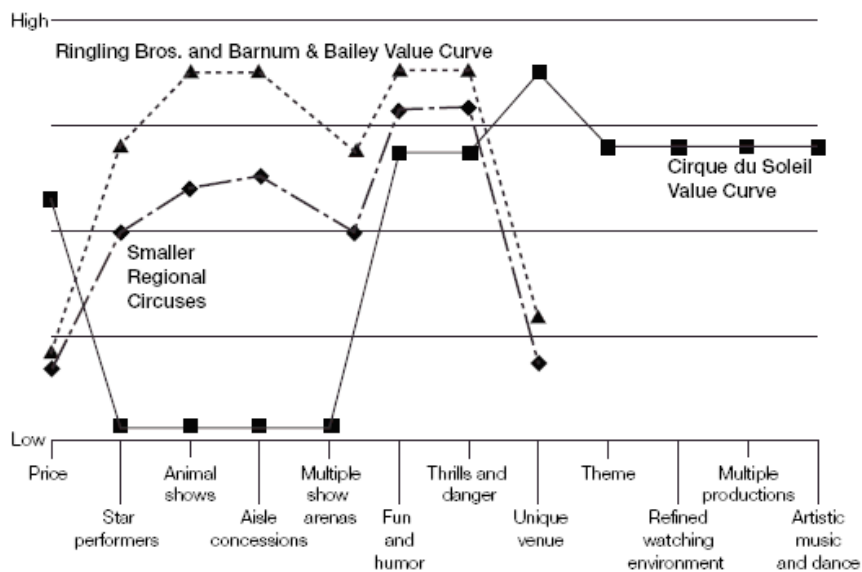 High
Ringling Bros. and Barnum & Bailey Value Curve
Cirque du Soleil
Value Curve
Smaller
Regional
Circuses
Low
Price
Star
performers
Animal
shows
Aisle
concessions
Multiple
show
arenas
Fun
and
humor
Thrills and
danger
Unique
venue
Theme
Refined
watching
environment
Multiple
productions
Artistic
music
and dance